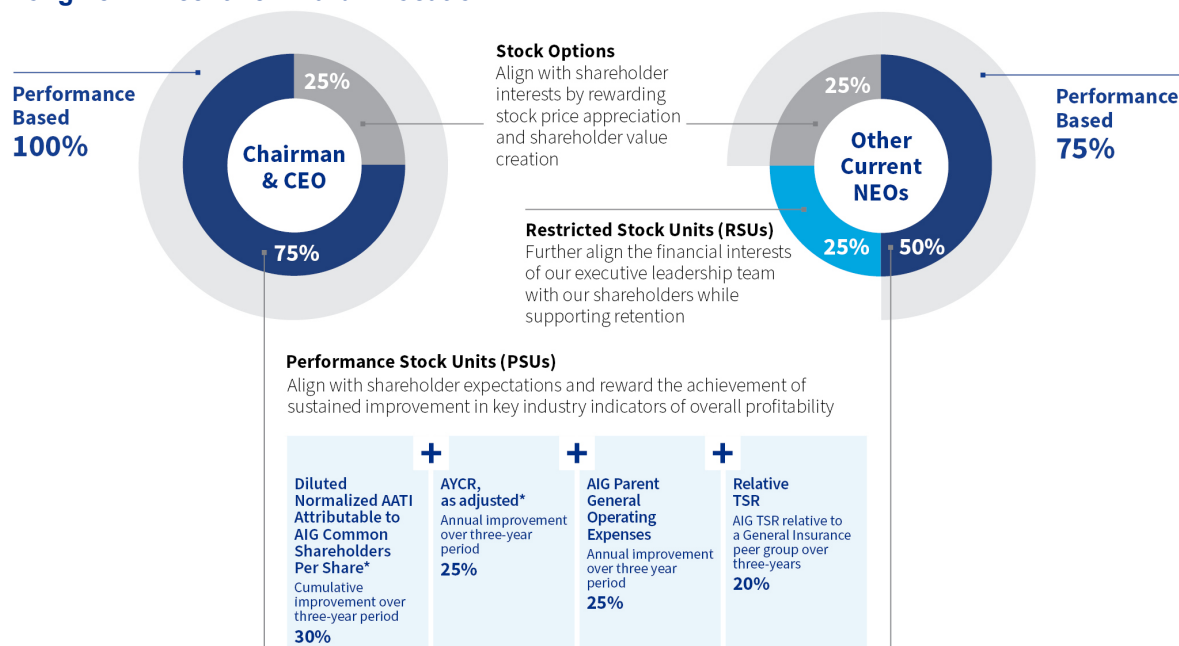 Performance
Based
100%
25%
Chairman
& CEO
75%
Stock Options
Align with shareholder
interests by rewarding
stock price appreciation
and shareholder value
creation
25%
Other
Current
NEOs
25%
50%
Performance
Based
75%
Restricted Stock Units (RSUs)
Further align the financial interests
of our executive leadership team
with our shareholders while
supporting retention
Performance Stock Units (PSUs)
Align with shareholder expectations and reward the achievement of
sustained improvement in key industry indicators of overall profitability
+
+
+
Diluted
Normalized AATI
Attributable to
AIG Common
Shareholders
Per Share*
Cumulative
improvement over
three-year period
30%
AYCR,
as adjusted*
Annual improvement
over three-year
period
25%
AIG Parent
General
Operating
Expenses
Annual improvement
over three year
period
25%
Relative
TSR
AIG TSR relative to
a General Insurance
peer group over
three-years
20%